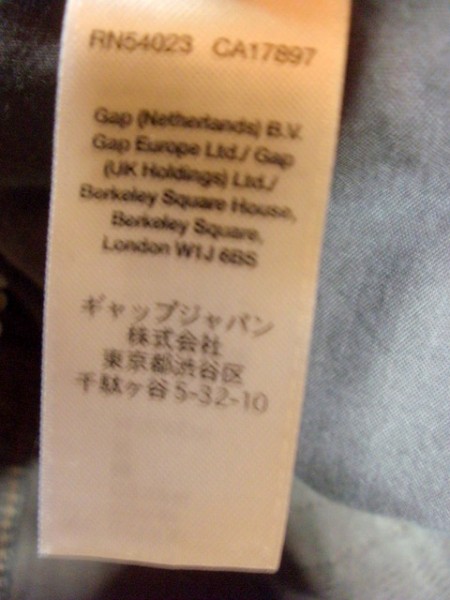 RN54023 CA17897
Gap (Netherlands) B.V.
Gap Europe Ltd./ Gap
(UK Holdings) Ltd./
Berkeley Square House,
Berkeley Square,
London W1J 6BS
ギャップジャパン
株式会社
東京都渋谷区
千駄ヶ谷 5-32-10